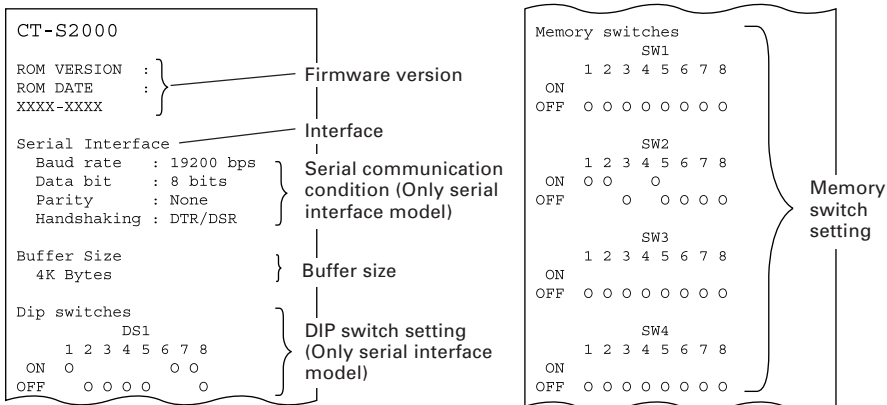 CT-S2000
ROM VERSION :
ROM DATE :
XXXX-XXXX
Firmware version
Serial Interface
Interface
Baud rate : 19200 bps
Data bit : 8 bits
Parity : None
Handshaking : DTR/DSR
Serial communication
condition (Only serial
interface model)
Buffer Size
4K Bytes
Buffer size
Dip switches
DS1
1 2 3 4 5 6 7 8
ON O O O
OFF O O O O O
DIP switch setting
(Only serial interface
model)
Memory switches
SW1
1 2 3 4 5 6 7 8
ON
OFF O O O O O O O O
SW2
1 2 3 4 5 6 7 8
ON O O O
OFF O O O O O
SW3
1 2 3 4 5 6 7 8
ON
OFF O O O O O O O O
SW4
1 2 3 4 5 6 7 8
ON
OFF O O O O O O O O
Memory
switch
setting